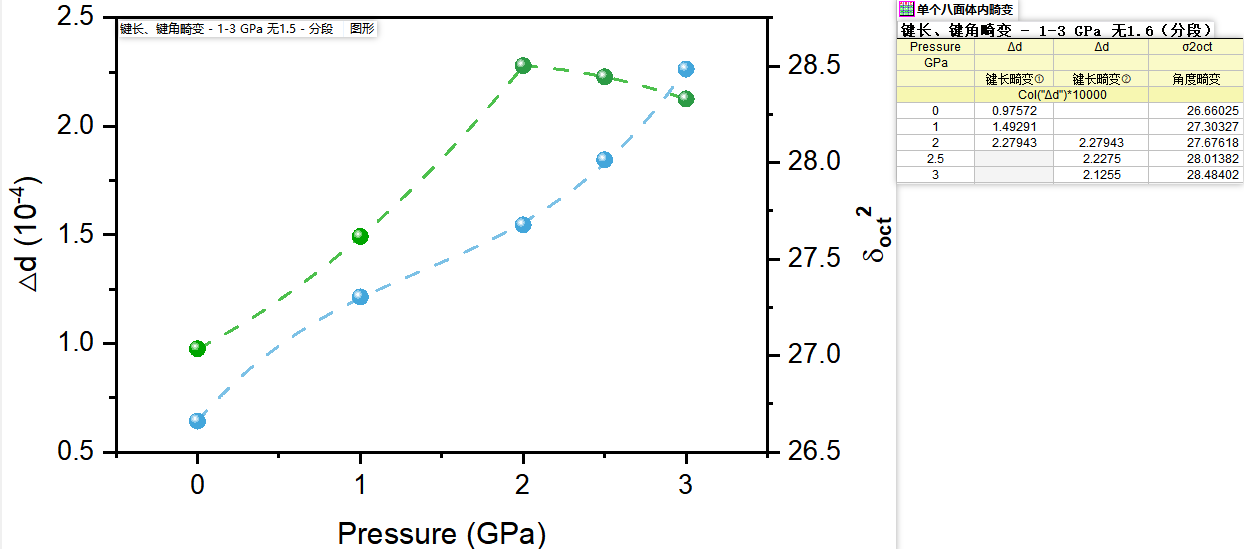 键长、键角畸变 - 1-3 GPa 无1.5 - 分段 图形
2.5
2.0
1.5
1.0
0.5
△d (10-4)
0 1 2 3
Pressure (GPa)
28.5
28.0
27.5
27.0
26.5
δoct2
单个八面体内畸变
键长、键角畸变 - 1-3 GPa 无1.6（分段）
Pressure Δd Δd σ2oct
GPa
键长畸变① 键长畸变② 角度畸变
Col("Δd")*10000
0 0.97572 26.66025
1 1.49291 27.30327
2 2.27943 2.27943 27.67618
2.5 2.2275 28.01382
3 2.1255 28.48402